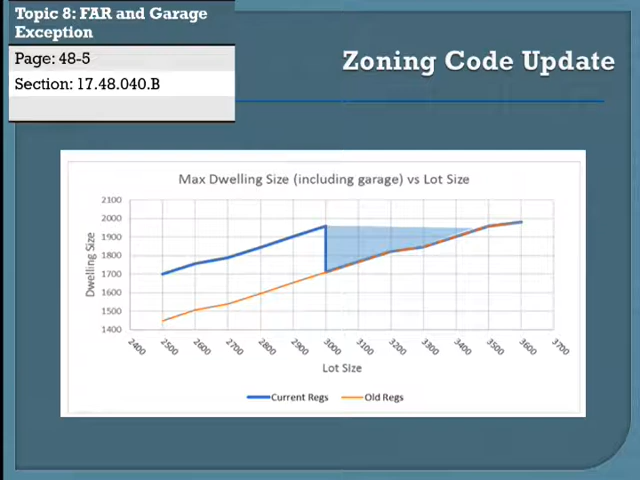 Topic 8: FAR and Garage
Exception
Page: 48-5
Section: 17.48.040.B
Zoning Code Update
Max Dwelling Size (including garage) vs Lot Size
2100
2000
1900
1800
1700
1600
1500
1400
Dwelling Size
2400 2500 2600 2700 2800 2900 3000 3100 3200 3300 3400 3500 3600 3700
Lot Size
Current Regs Old Regs